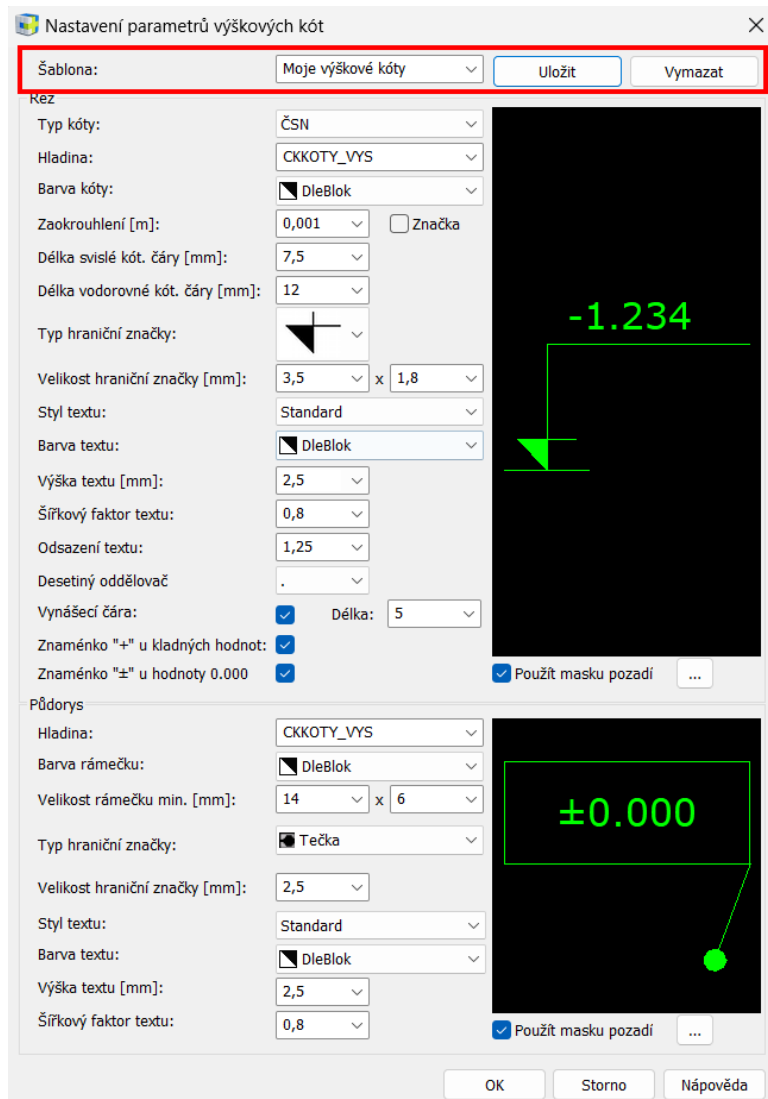 Nastavení parametrů výškových kót
Šablona: Moje výškové kóty Uložit Vymazat
Řez
Typ kóty: ČSN
Hladina: CKKOTY_VYS
Barva kóty: DleBlok
Zaokrouhlení [m]: 0,001 Značka
Délka svislé kót. čáry [mm]: 7,5
Délka vodorovné kót. čáry [mm]: 12
-1.234
Typ hraniční značky:
Velikost hraniční značky [mm]: 3,5 x 1,8
Styl textu: Standard
Barva textu: DleBlok
Výška textu [mm]: 2,5
Šířkový faktor textu: 0,8
Odsazení textu: 1,25
Desetiný oddělovač .
Vynášecí čára: Délka: 5
Znaménko "+" u kladných hodnot:
Znaménko "±" u hodnoty 0.000 Použít masku pozadí ...
Půdorys
Hladina: CKKOTY_VYS
Barva rámečku: DleBlok
Velikost rámečku min. [mm]: 14 x 6
±0.000
Typ hraniční značky: Tečka
Velikost hraniční značky [mm]: 2,5
Styl textu: Standard
Barva textu: DleBlok
Výška textu [mm]: 2,5
Šířkový faktor textu: 0,8 Použít masku pozadí ...
OK Storno Nápověda